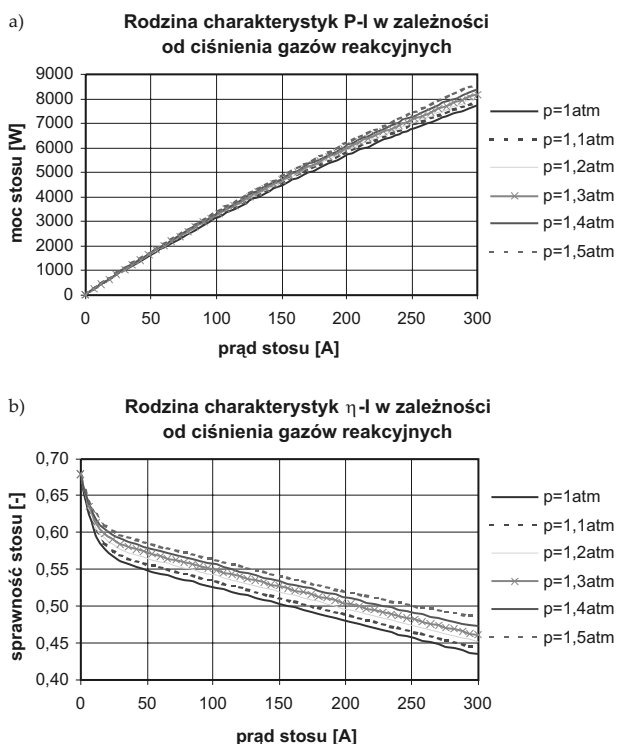 a)
Rodzina charakterystyk P-I w zależności
od ciśnienia gazów reakcyjnych
moc stosu [W]
9000
8000
7000
6000
5000
4000
3000
2000
1000
0
0 50 100 150 200 250 300
prąd stosu [A]
p=1atm
p=1,1atm
p=1,2atm
p=1,3atm
p=1,4atm
p=1,5atm
b)
Rodzina charakterystyk η-I w zależności
od ciśnienia gazów reakcyjnych
sprawność stosu [-]
0,70
0,65
0,60
0,55
0,50
0,45
0,40
0 50 100 150 200 250 300
prąd stosu [A]
p=1atm
p=1,1atm
p=1,2atm
p=1,3atm
p=1,4atm
p=1,5atm